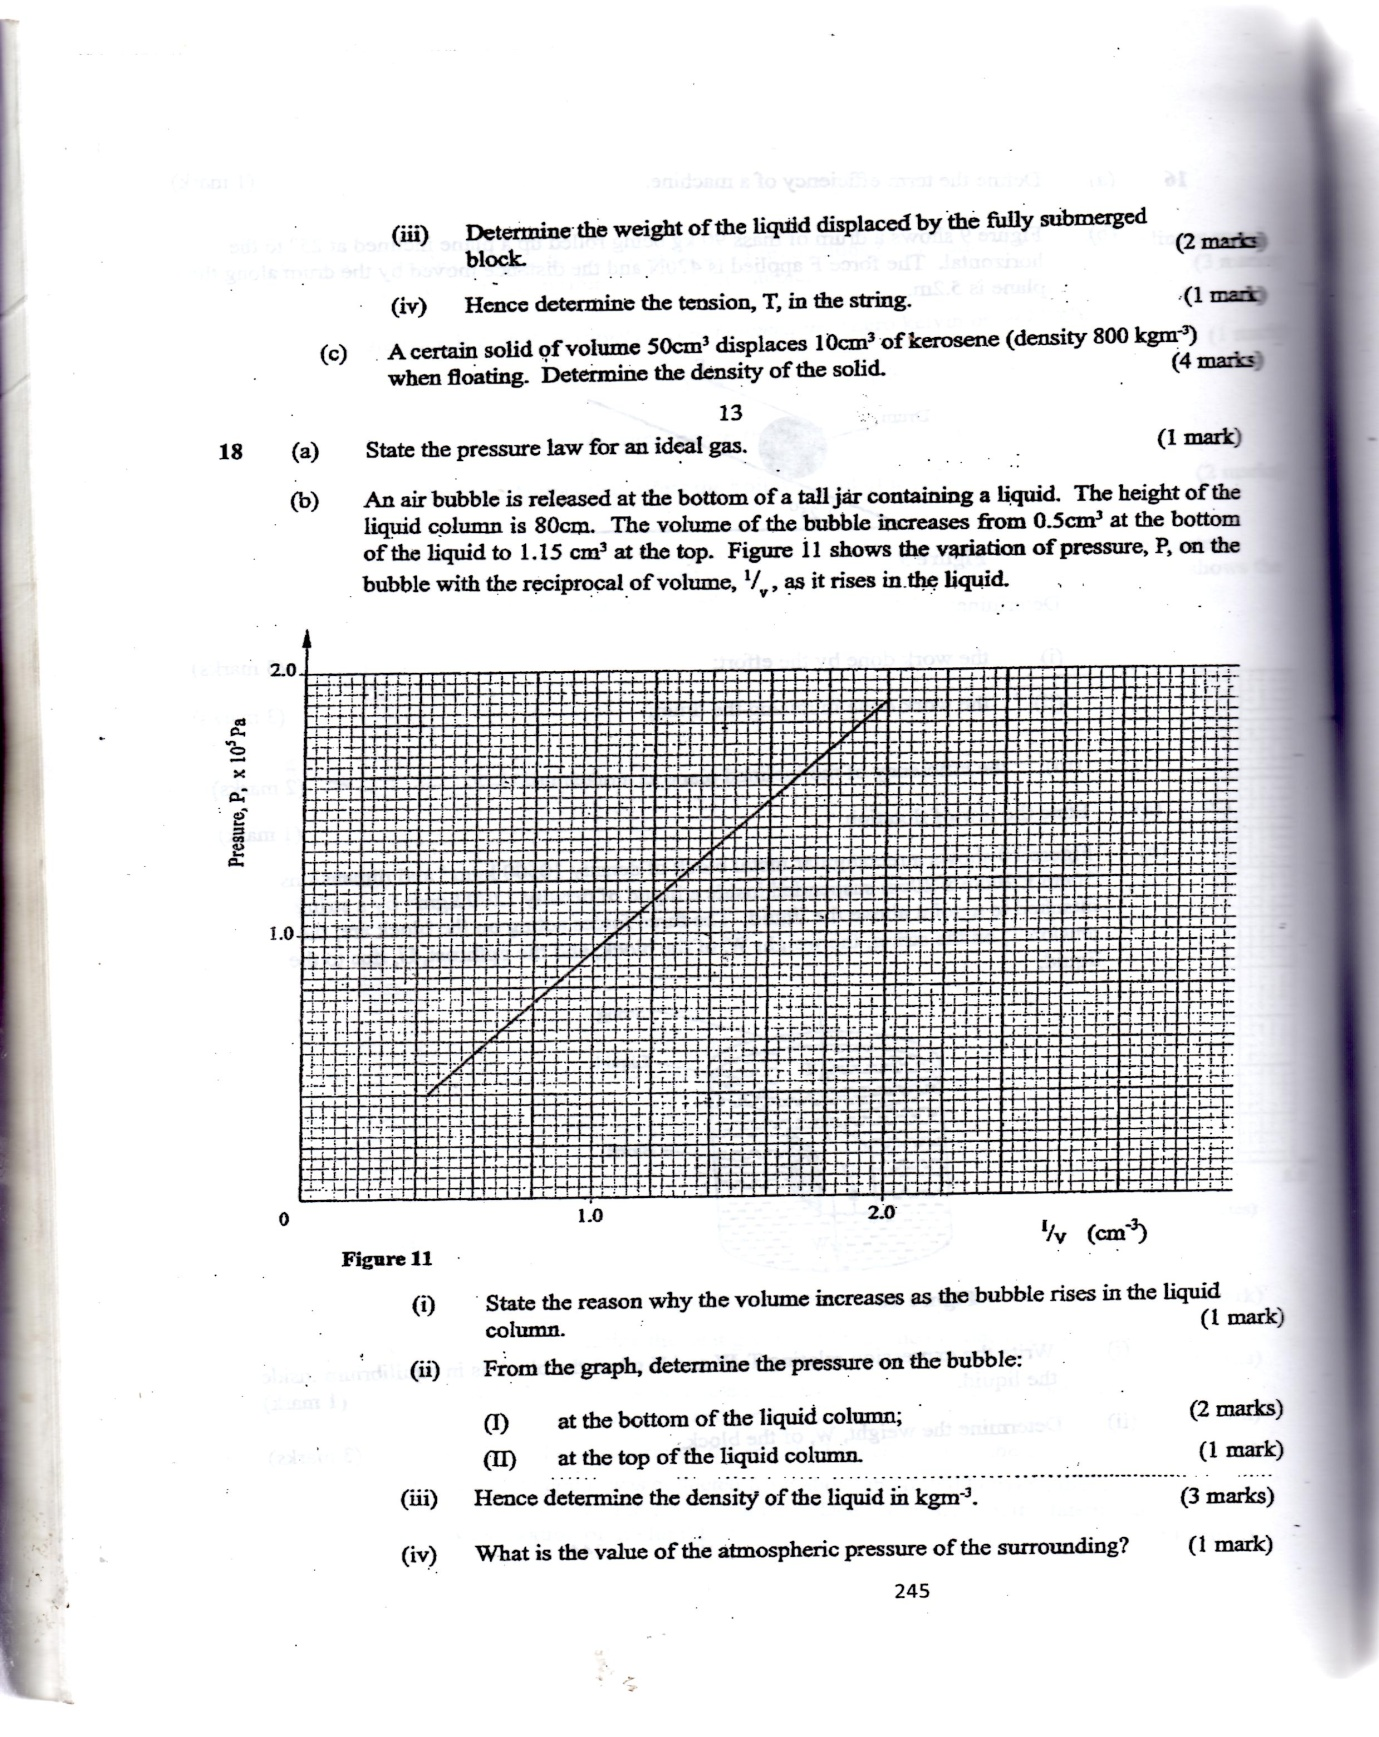 (iii) Determine the weight of the liquid displaced by the fully submerged
block. (2 marks)
(iv) Hence determine the tension, T, in the string. (1 mark)
(c) A certain solid of volume 50cm³ displaces 10cm³ of kerosene (density 800 kgm⁻³)
when floating. Determine the density of the solid. (4 marks)
13
18 (a) State the pressure law for an ideal gas. (1 mark)
(b) An air bubble is released at the bottom of a tall jar containing a liquid. The height of the
liquid column is 80cm. The volume of the bubble increases from 0.5cm³ at the bottom
of the liquid to 1.15 cm³ at the top. Figure 11 shows the variation of pressure, P, on the
bubble with the reciprocal of volume, ¹/ᵥ, as it rises in the liquid.
2.0
Presure, P, x 10⁵ Pa
1.0
0 1.0 2.0
¹/v (cm⁻³)
Figure 11
(i) State the reason why the volume increases as the bubble rises in the liquid
column. (1 mark)
(ii) From the graph, determine the pressure on the bubble:
(I) at the bottom of the liquid column; (2 marks)
(II) at the top of the liquid column. (1 mark)
(iii) Hence determine the density of the liquid in kgm⁻³. (3 marks)
(iv) What is the value of the atmospheric pressure of the surrounding? (1 mark)
245